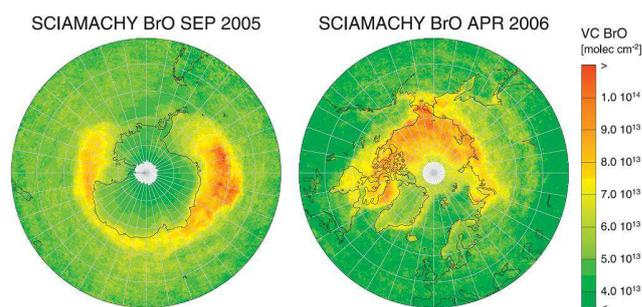 SCIAMACHY BrO SEP 2005
SCIAMACHY BrO APR 2006
VC BrO
[molec cm⁻²]
>
1.0 10¹⁴
9.0 10¹³
8.0 10¹³
7.0 10¹³
6.0 10¹³
5.0 10¹³
4.0 10¹³